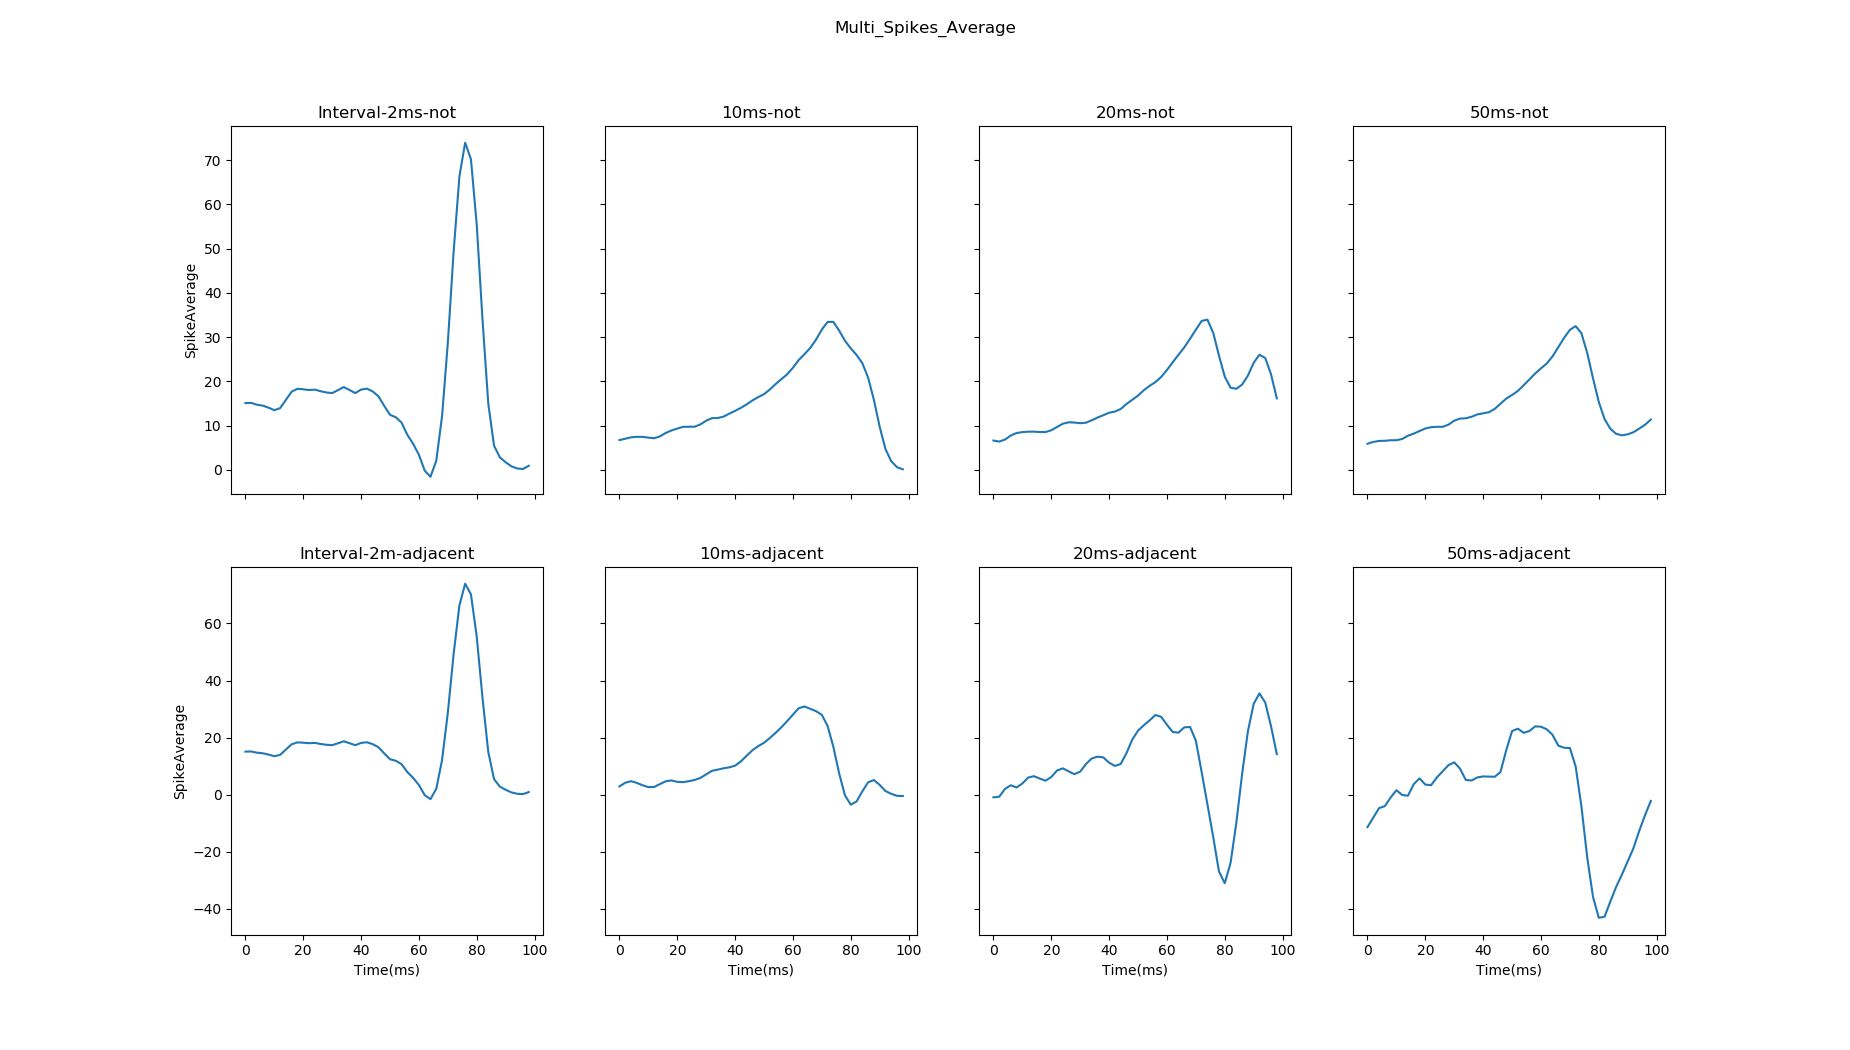 Multi_Spikes_Average
Interval-2ms-not
10ms-not
20ms-not
50ms-not
SpikeAverage
70
60
50
40
30
20
10
0
Interval-2m-adjacent
10ms-adjacent
20ms-adjacent
50ms-adjacent
SpikeAverage
60
40
20
0
−20
−40
0 20 40 60 80 100
0 20 40 60 80 100
0 20 40 60 80 100
0 20 40 60 80 100
Time(ms)
Time(ms)
Time(ms)
Time(ms)